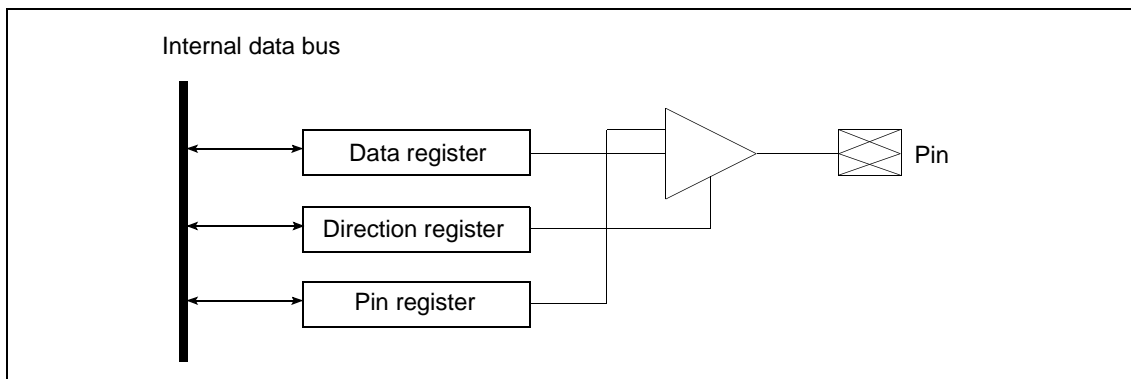 Internal data bus
Data register
Pin
Direction register
Pin register